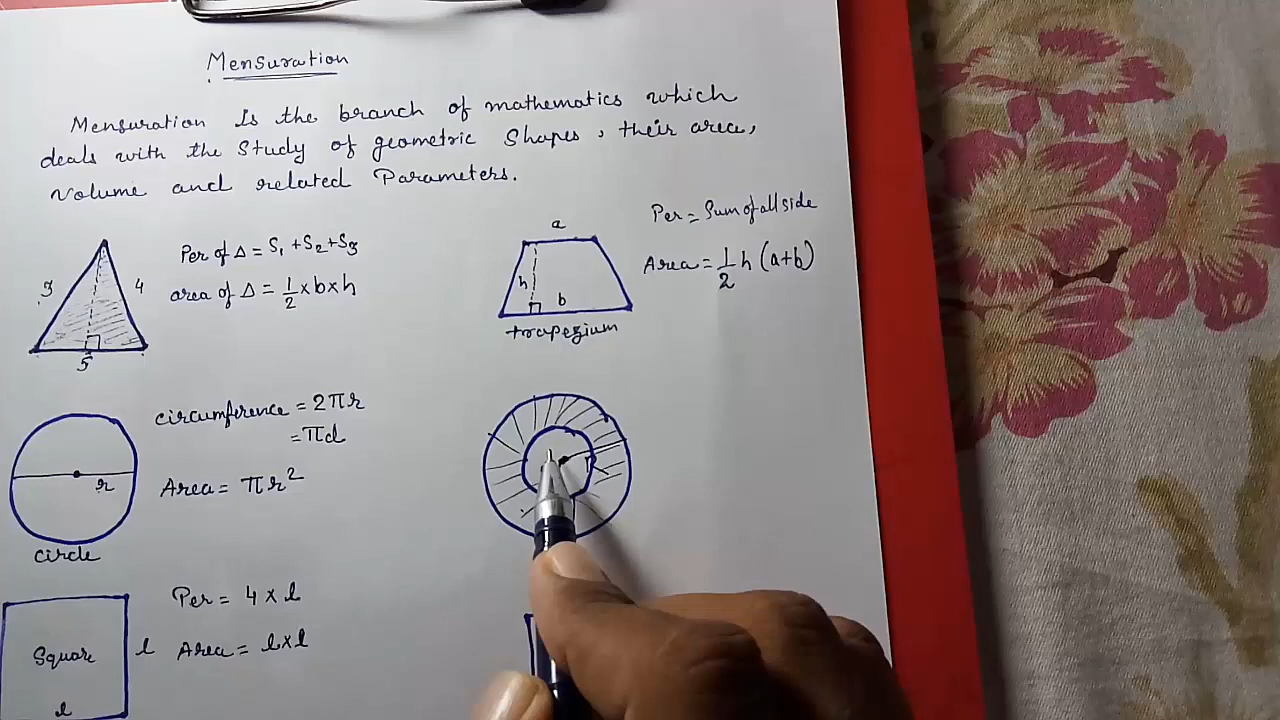 Mensuration
Mensuration is the branch of mathematics which
deals with the study of geometric shapes, their area,
volume and related Parameters.
Per of Δ = S₁ + S₂ + S₃
area of Δ = 1/2 × b × h
3
4
5
a
h
b
trapezium
Per = Sum of all side
Area = 1/2 h (a+b)
circumference = 2πr
= πd
Area = πr²
r
circle
R
Per = 4 × l
Area = l×l
Square
l
l